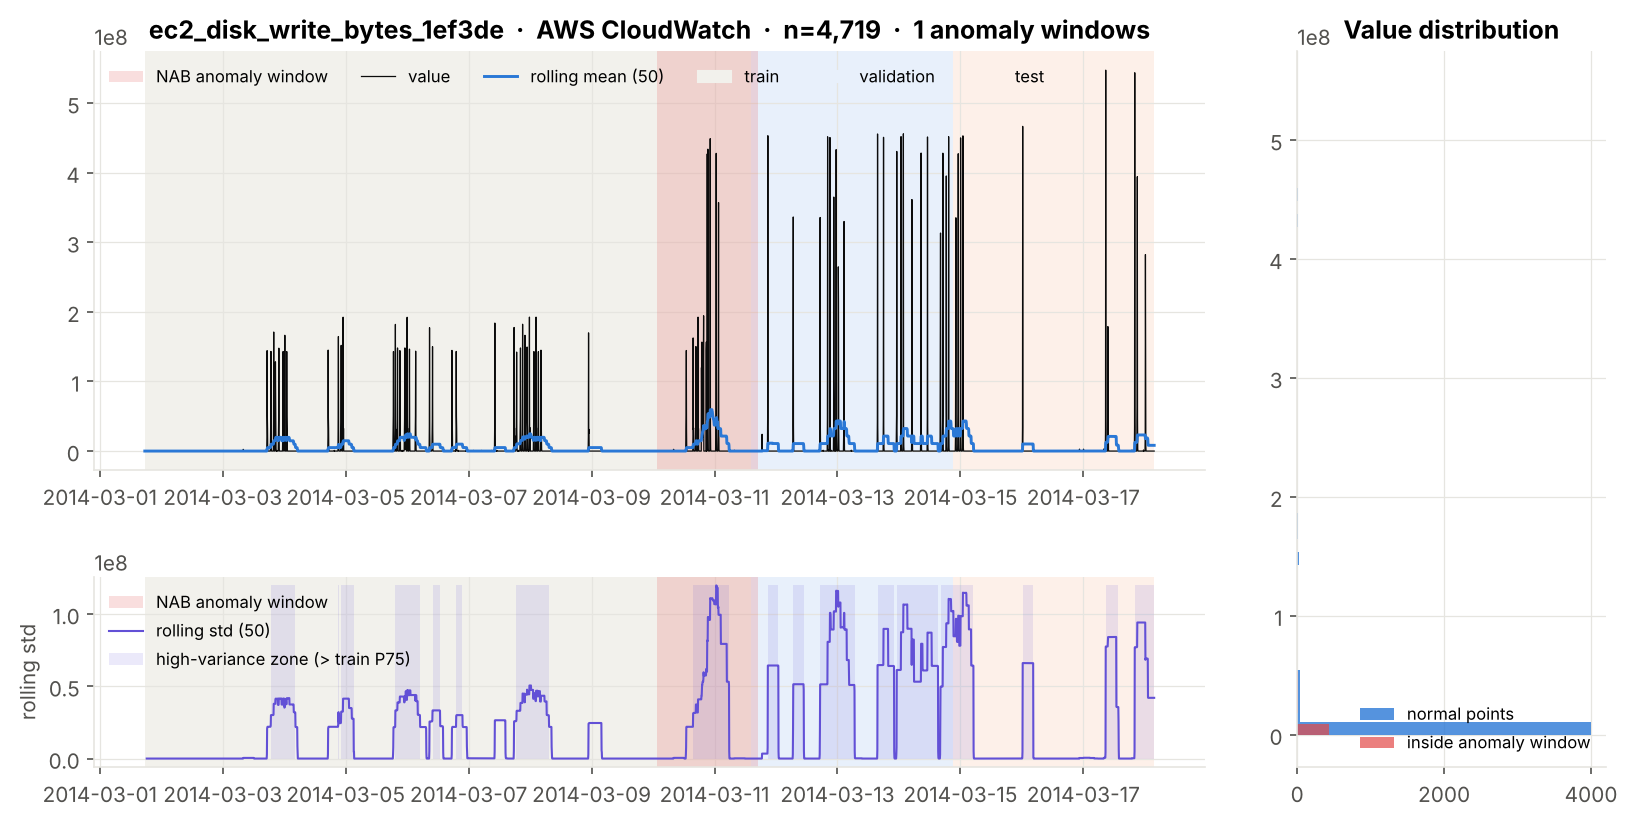 ec2_disk_write_bytes_1ef3de · AWS CloudWatch · n=4,719 · 1 anomaly windows
1e8
NAB anomaly window value rolling mean (50) train validation test
5
4
3
2
1
0
2014-03-01 2014-03-03 2014-03-05 2014-03-07 2014-03-09 2014-03-11 2014-03-13 2014-03-15 2014-03-17
1e8
rolling std
NAB anomaly window
rolling std (50)
high-variance zone (> train P75)
1.0
0.5
0.0
2014-03-01 2014-03-03 2014-03-05 2014-03-07 2014-03-09 2014-03-11 2014-03-13 2014-03-15 2014-03-17
Value distribution
1e8
5
4
3
2
1
0
normal points
inside anomaly window
0 2000 4000